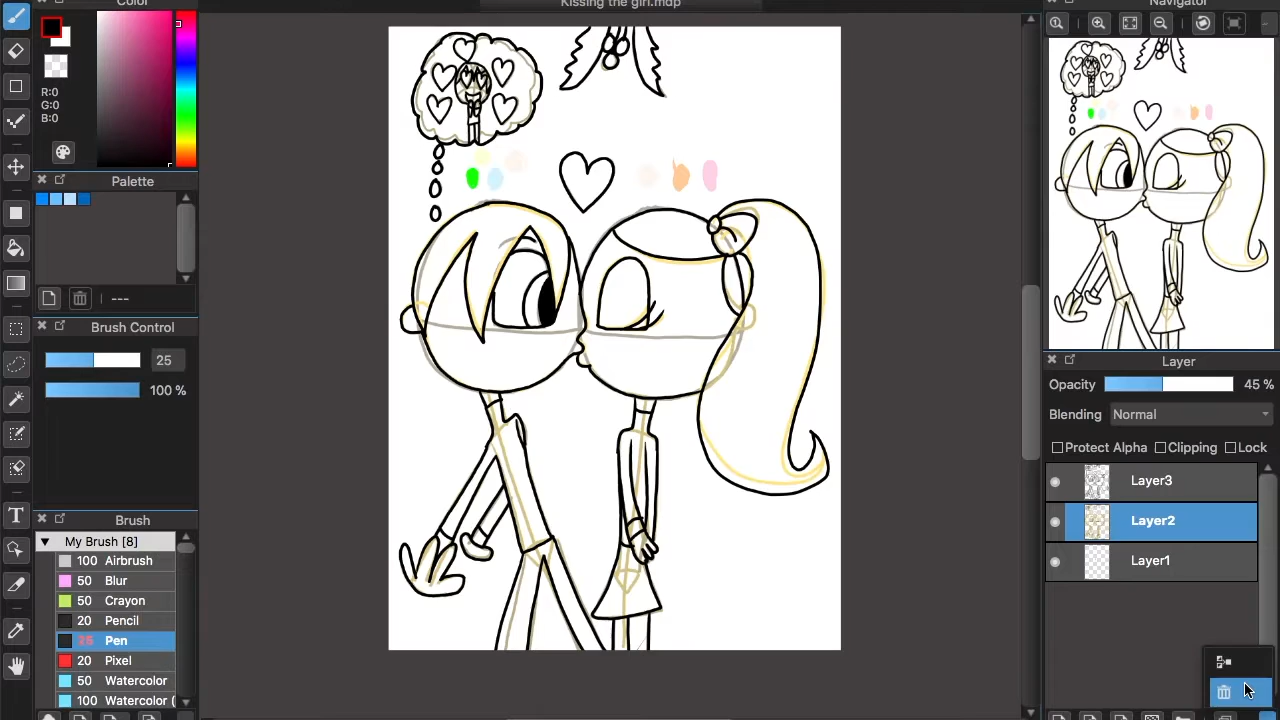 Color
Kissing the girl.mdp
Navigator
R:0
G:0
B:0
Palette
---
Brush Control
25
100 %
Brush
My Brush [8]
100 Airbrush
50 Blur
50 Crayon
20 Pencil
25 Pen
20 Pixel
50 Watercolor
100 Watercolor (
Layer
Opacity 45 %
Blending Normal
Protect Alpha Clipping Lock
Layer3
Layer2
Layer1